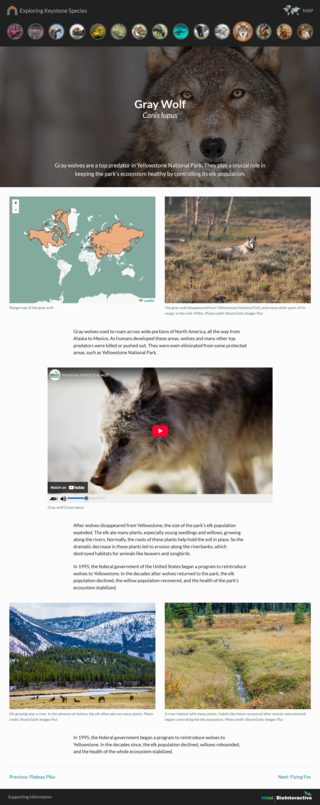 Exploring Keystone Species
MAP
Gray Wolf
Canis lupus
Gray wolves are a top predator in Yellowstone National Park. They play a crucial role in
keeping the park's ecosystem healthy by controlling its elk population.
+
−
Leaflet
Range map of the gray wolf
The gray wolf disappeared from Yellowstone National Park, and many other parts of its
range, in the mid-1900s. Photo credit: iStock/Getty Images Plus
Gray wolves used to roam across wide portions of North America, all the way from
Alaska to Mexico. As humans developed these areas, wolves and many other top
predators were killed or pushed out. They were even eliminated from some protected
areas, such as Yellowstone National Park.
Watch on YouTube
Gray wolf (Canis lupus)
After wolves disappeared from Yellowstone, the size of the park's elk population
exploded. The elk ate many plants, especially young seedlings and willows, growing
along the rivers. Normally, the roots of these plants help hold the soil in place. So the
dramatic decrease in these plants led to erosion along the riverbanks, which
destroyed habitats for animals like beavers and songbirds.
In 1995, the federal government of the United States began a program to reintroduce
wolves to Yellowstone. In the decades after wolves returned to the park, the elk
population declined, the willow population recovered, and the health of the park's
ecosystem stabilized.
Elk grazing near a river. In the absence of wolves, the elk often ate too many plants. Photo
credit: iStock/Getty Images Plus
A river habitat with many plants. Habitats like these recovered after wolves returned and
began controlling the elk population. Photo credit: iStock/Getty Images Plus
In 1995, the federal government began a program to reintroduce wolves to
Yellowstone. In the decades since, the elk population declined, willows rebounded,
and the health of the whole ecosystem stabilized.
Previous: Plateau Pika
Next: Flying Fox
Supporting Information
hhmi BioInteractive